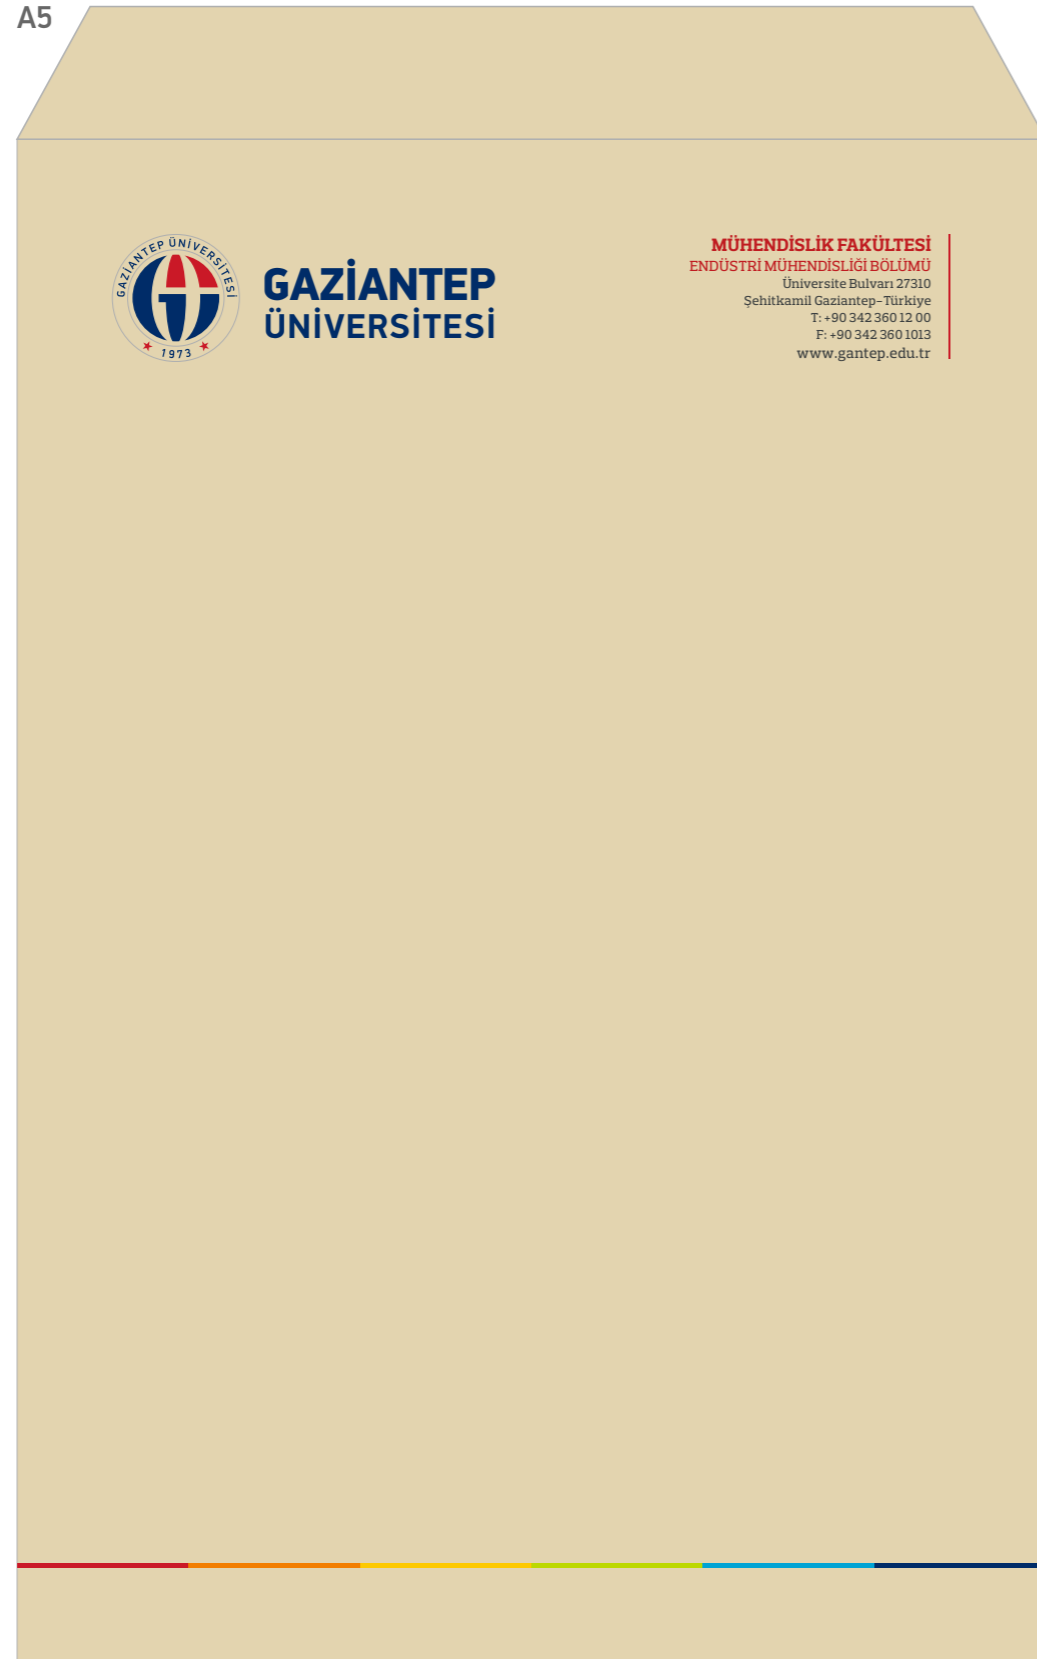 A5
GAZİANTEP ÜNİVERSİTESİ
1973
GAZİANTEP
ÜNİVERSİTESİ
MÜHENDİSLİK FAKÜLTESİ
ENDÜSTRİ MÜHENDİSLİĞİ BÖLÜMÜ
Üniversite Bulvarı 27310
Şehitkamil Gaziantep-Türkiye
T: +90 342 360 12 00
F: +90 342 360 1013
www.gantep.edu.tr